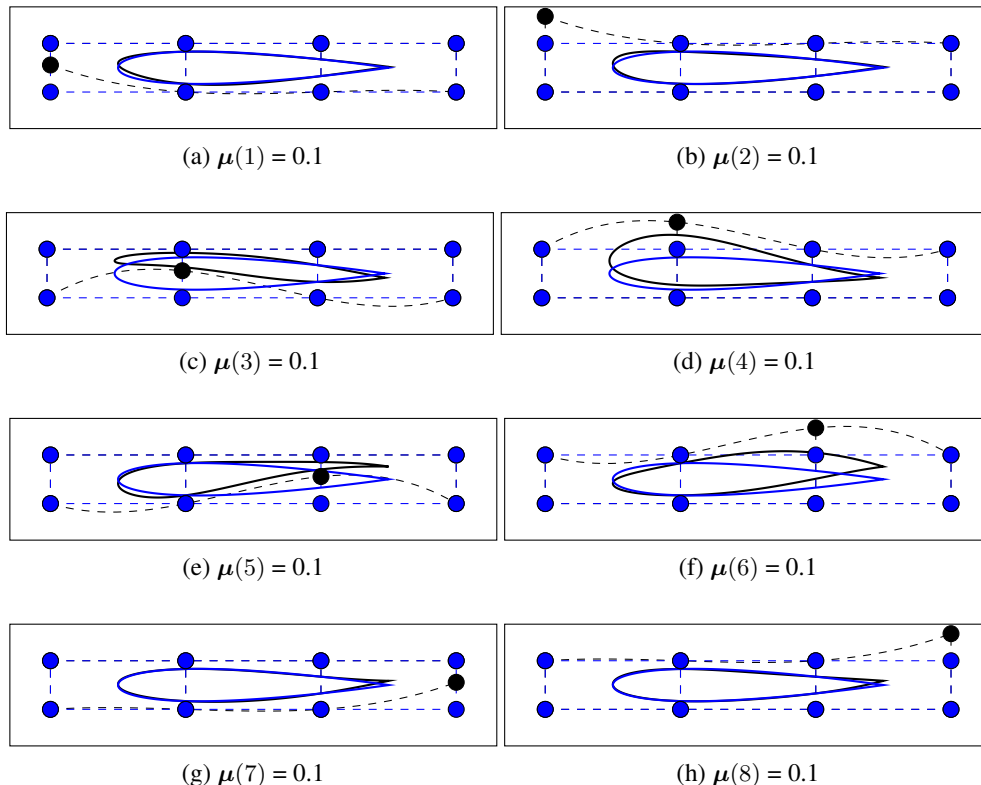 (a) μ(1) = 0.1
(b) μ(2) = 0.1
(c) μ(3) = 0.1
(d) μ(4) = 0.1
(e) μ(5) = 0.1
(f) μ(6) = 0.1
(g) μ(7) = 0.1
(h) μ(8) = 0.1